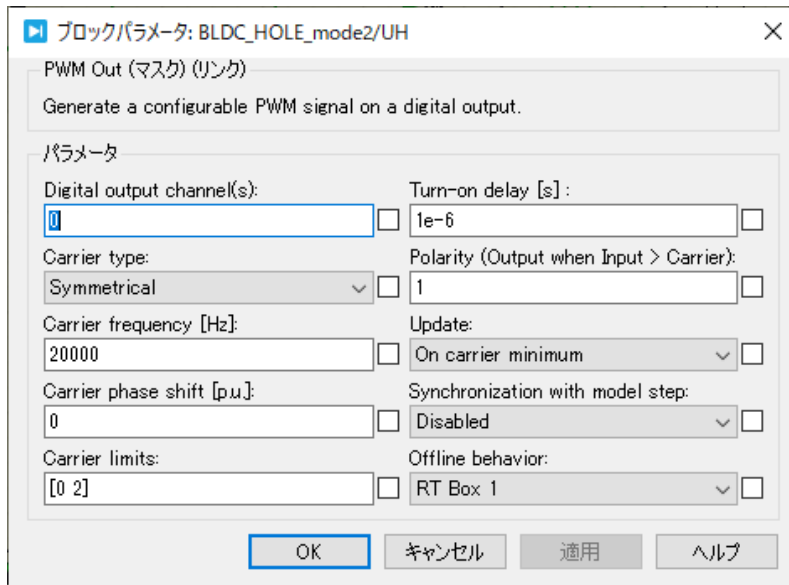 ブロックパラメータ: BLDC_HOLE_mode2/UH
PWM Out (マスク) (リンク)
Generate a configurable PWM signal on a digital output.
パラメータ
Digital output channel(s):
0
Turn-on delay [s] :
1e-6
Carrier type:
Symmetrical
Polarity (Output when Input > Carrier):
1
Carrier frequency [Hz]:
20000
Update:
On carrier minimum
Carrier phase shift [p.u.]:
0
Synchronization with model step:
Disabled
Carrier limits:
[0 2]
Offline behavior:
RT Box 1
OK
キャンセル
適用
ヘルプ